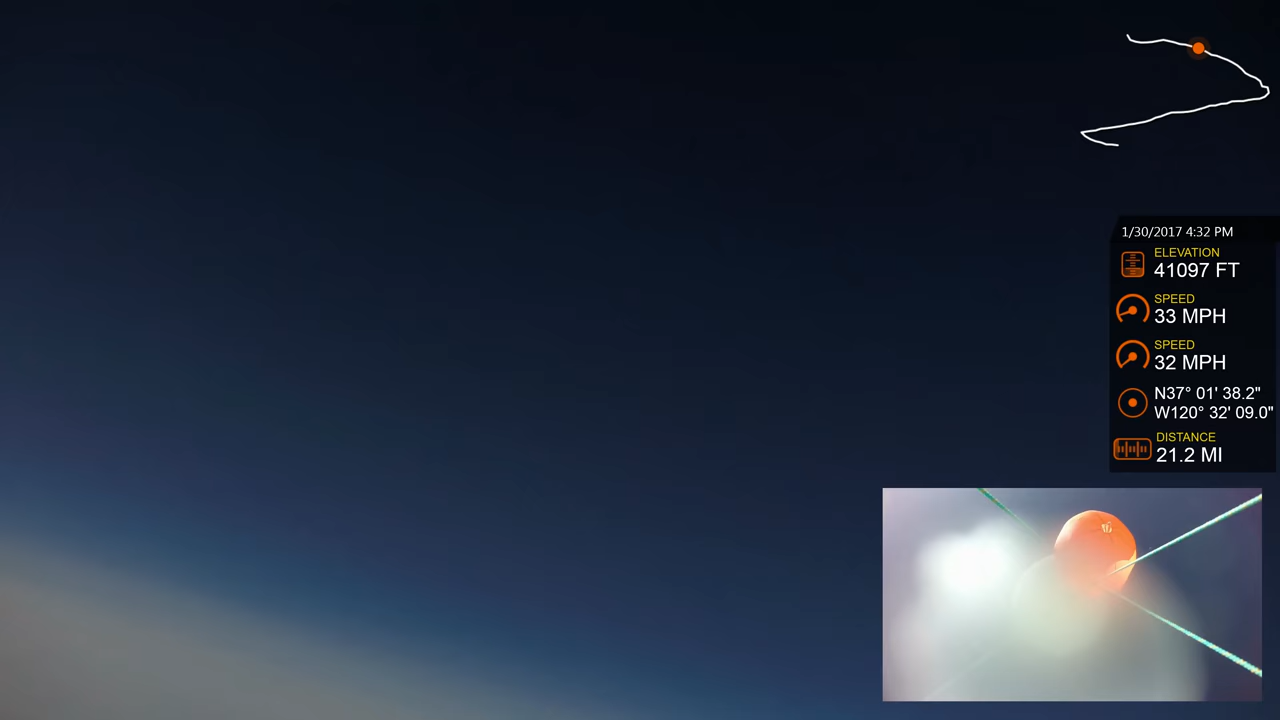 1/30/2017 4:32 PM
ELEVATION
41097 FT
SPEED
33 MPH
SPEED
32 MPH
N37° 01' 38.2"
W120° 32' 09.0"
DISTANCE
21.2 MI